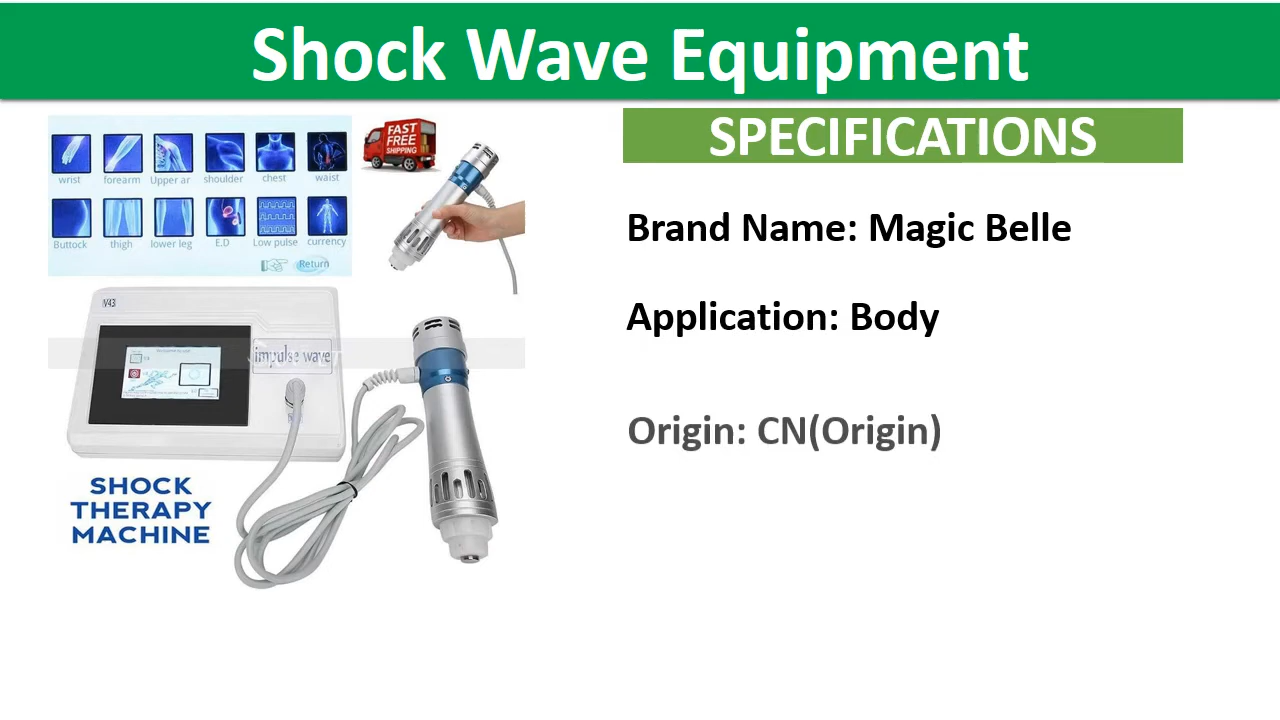 Shock Wave Equipment
SPECIFICATIONS
Brand Name: Magic Belle
Application: Body
Origin: CN(Origin)
wrist forearm Upper ar shoulder chest waist
Buttock thigh lower leg E.D Low pulse currency
Return
FAST
FREE
SHIPPING
V43
impulse wave
SHOCK
THERAPY
MACHINE